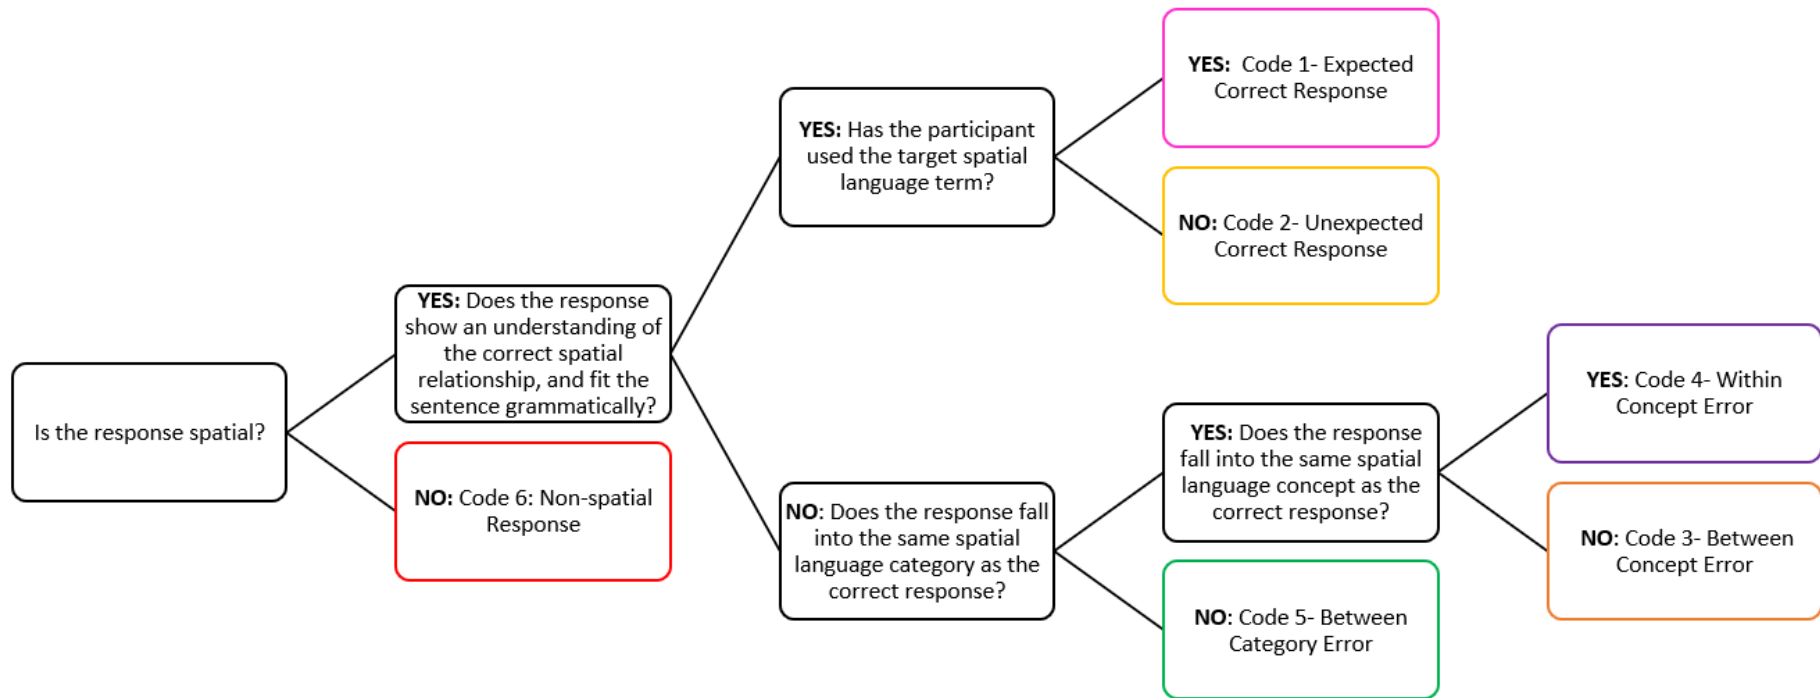 Is the response spatial?
YES: Does the response
show an understanding of
the correct spatial
relationship, and fit the
sentence grammatically?
NO: Code 6: Non-spatial
Response
YES: Has the participant
used the target spatial
language term?
NO: Does the response fall
into the same spatial
language category as the
correct response?
YES:  Code 1- Expected
Correct Response
NO: Code 2- Unexpected
Correct Response
YES: Does the response
fall into the same spatial
language concept as the
correct response?
NO: Code 5- Between
Category Error
YES: Code 4- Within
Concept Error
NO: Code 3- Between
Concept Error